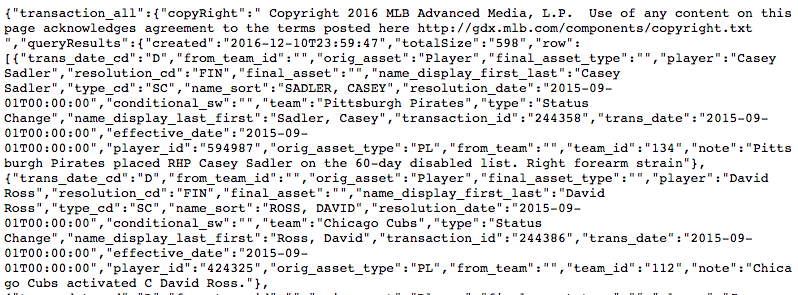 {"transaction_all":{"copyRight":" Copyright 2016 MLB Advanced Media, L.P.  Use of any content on this
page acknowledges agreement to the terms posted here http://gdx.mlb.com/components/copyright.txt
","queryResults":{"created":"2016-12-10T23:59:47","totalSize":"598","row":
[{"trans_date_cd":"D","from_team_id":"","orig_asset":"Player","final_asset_type":"","player":"Casey
Sadler","resolution_cd":"FIN","final_asset":"","name_display_first_last":"Casey
Sadler","type_cd":"SC","name_sort":"SADLER, CASEY","resolution_date":"2015-09-
01T00:00:00","conditional_sw":"","team":"Pittsburgh Pirates","type":"Status
Change","name_display_last_first":"Sadler, Casey","transaction_id":"244358","trans_date":"2015-09-
01T00:00:00","effective_date":"2015-09-
01T00:00:00","player_id":"594987","orig_asset_type":"PL","from_team":"","team_id":"134","note":"Pitts
burgh Pirates placed RHP Casey Sadler on the 60-day disabled list. Right forearm strain"},
{"trans_date_cd":"D","from_team_id":"","orig_asset":"Player","final_asset_type":"","player":"David
Ross","resolution_cd":"FIN","final_asset":"","name_display_first_last":"David
Ross","type_cd":"SC","name_sort":"ROSS, DAVID","resolution_date":"2015-09-
01T00:00:00","conditional_sw":"","team":"Chicago Cubs","type":"Status
Change","name_display_last_first":"Ross, David","transaction_id":"244386","trans_date":"2015-09-
01T00:00:00","effective_date":"2015-09-
01T00:00:00","player_id":"424325","orig_asset_type":"PL","from_team":"","team_id":"112","note":"Chica
go Cubs activated C David Ross."},